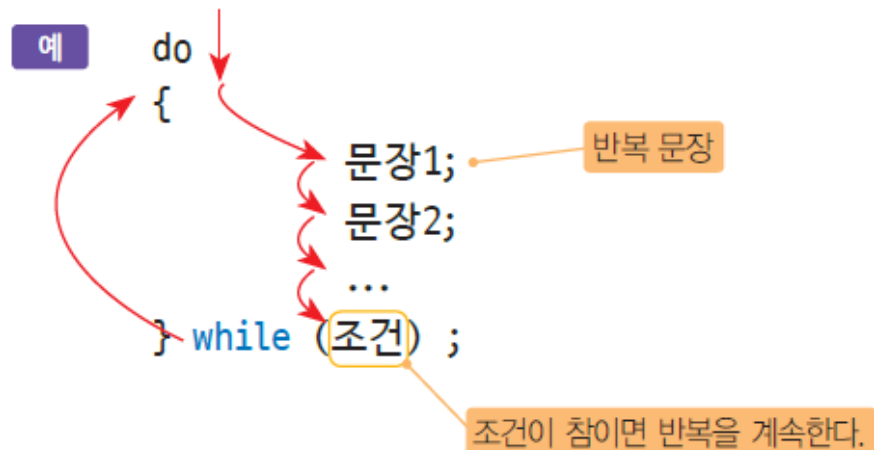 예
do
{
문장1;
반복 문장
문장2;
...
} while (조건) ;
조건이 참이면 반복을 계속한다.